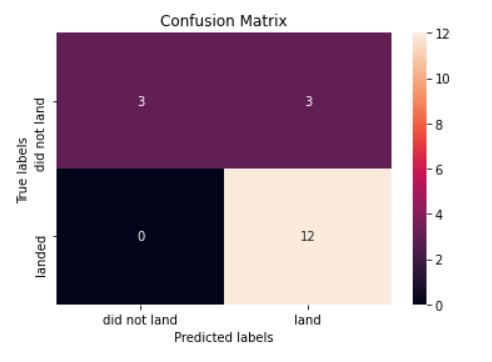 Confusion Matrix
12
10
8
6
4
2
0
True labels
did not land
landed
3 3
0 12
did not land land
Predicted labels